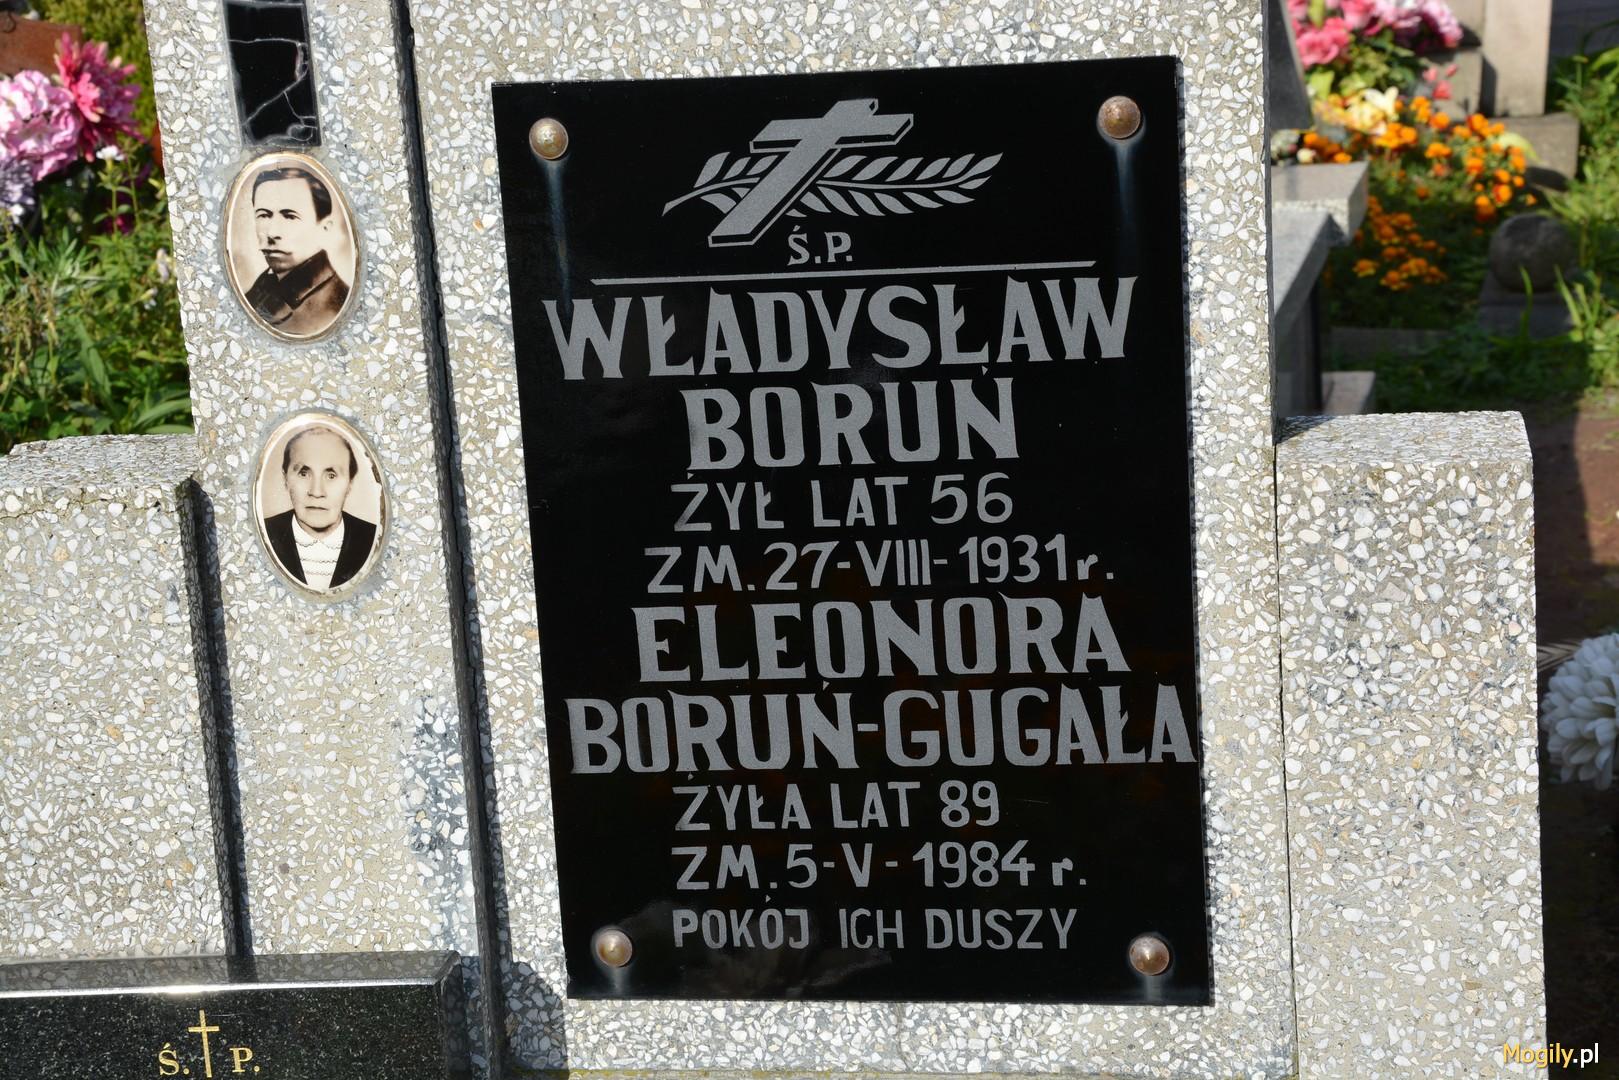 Ś.P.
WŁADYSŁAW
BORUŃ
ŻYŁ LAT 56
ZM. 27-VIII-1931r.
ELEONORA
BORUŃ-GUGAŁA
ŻYŁA LAT 89
ZM. 5-V-1984 r.
POKÓJ ICH DUSZY
Ś. P.
Mogily.pl